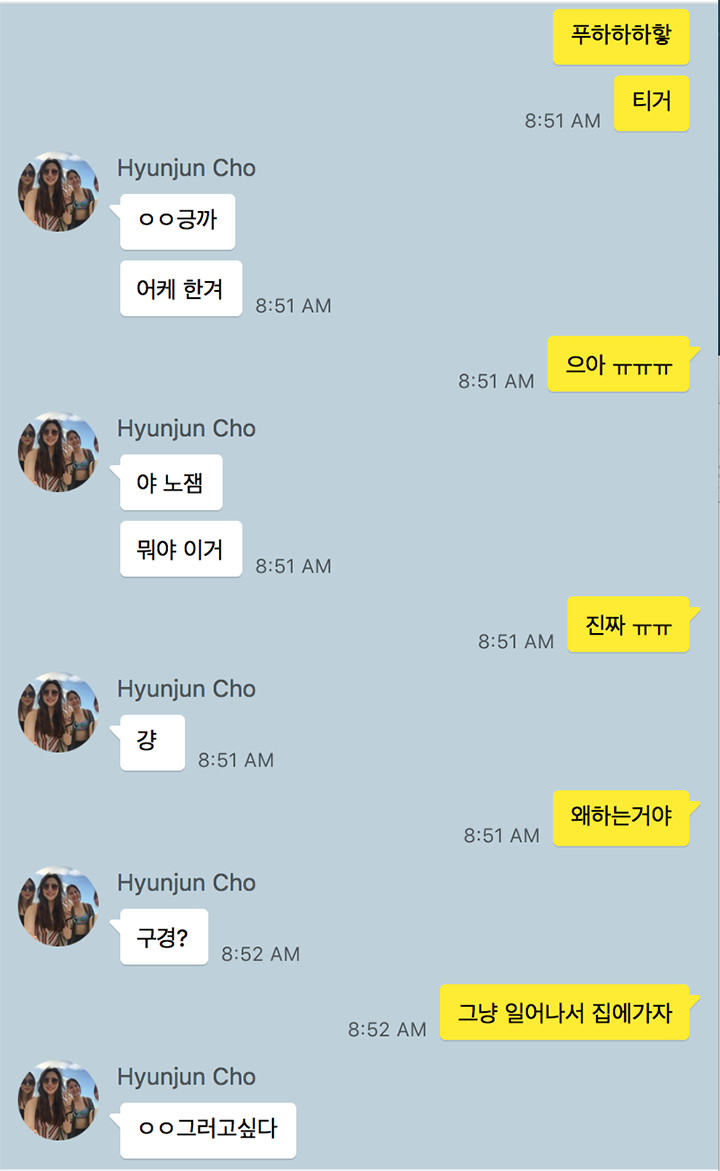 푸하하하핳
티거
8:51 AM
Hyunjun Cho
ㅇㅇ긍까
어케 한겨
8:51 AM
으아 ㅠㅠㅠ
8:51 AM
Hyunjun Cho
야 노잼
뭐야 이거
8:51 AM
진짜 ㅠㅠ
8:51 AM
Hyunjun Cho
걍
8:51 AM
왜하는거야
8:51 AM
Hyunjun Cho
구경?
8:52 AM
그냥 일어나서 집에가자
8:52 AM
Hyunjun Cho
ㅇㅇ그러고싶다